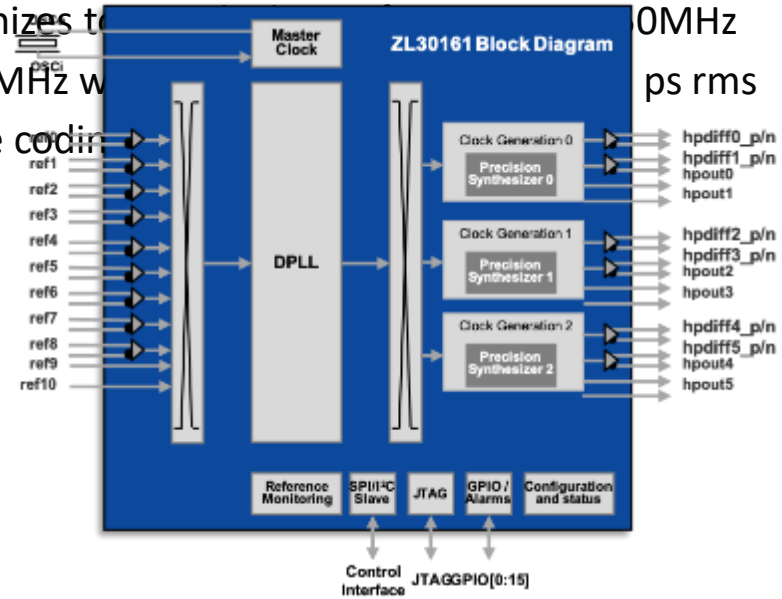 nizes t
50MHz
OSCi
Master
Clock
ZL30161 Block Diagram
MHz w
ps rms
e codin
ref0
ref1
ref2
ref3
ref4
ref5
ref6
ref7
ref8
ref9
ref10
DPLL
Clock Generation 0
Precision
Synthesizer 0
Clock Generation 1
Precision
Synthesizer 1
Clock Generation 2
Precision
Synthesizer 2
hpdiff0_p/n
hpdiff1_p/n
hpout0
hpout1
hpdiff2_p/n
hpdiff3_p/n
hpout2
hpout3
hpdiff4_p/n
hpdiff5_p/n
hpout4
hpout5
Reference
Monitoring
SPI/I²C
Slave
JTAG
GPIO /
Alarms
Configuration
and status
Control
Interface
JTAG
GPIO[0:15]